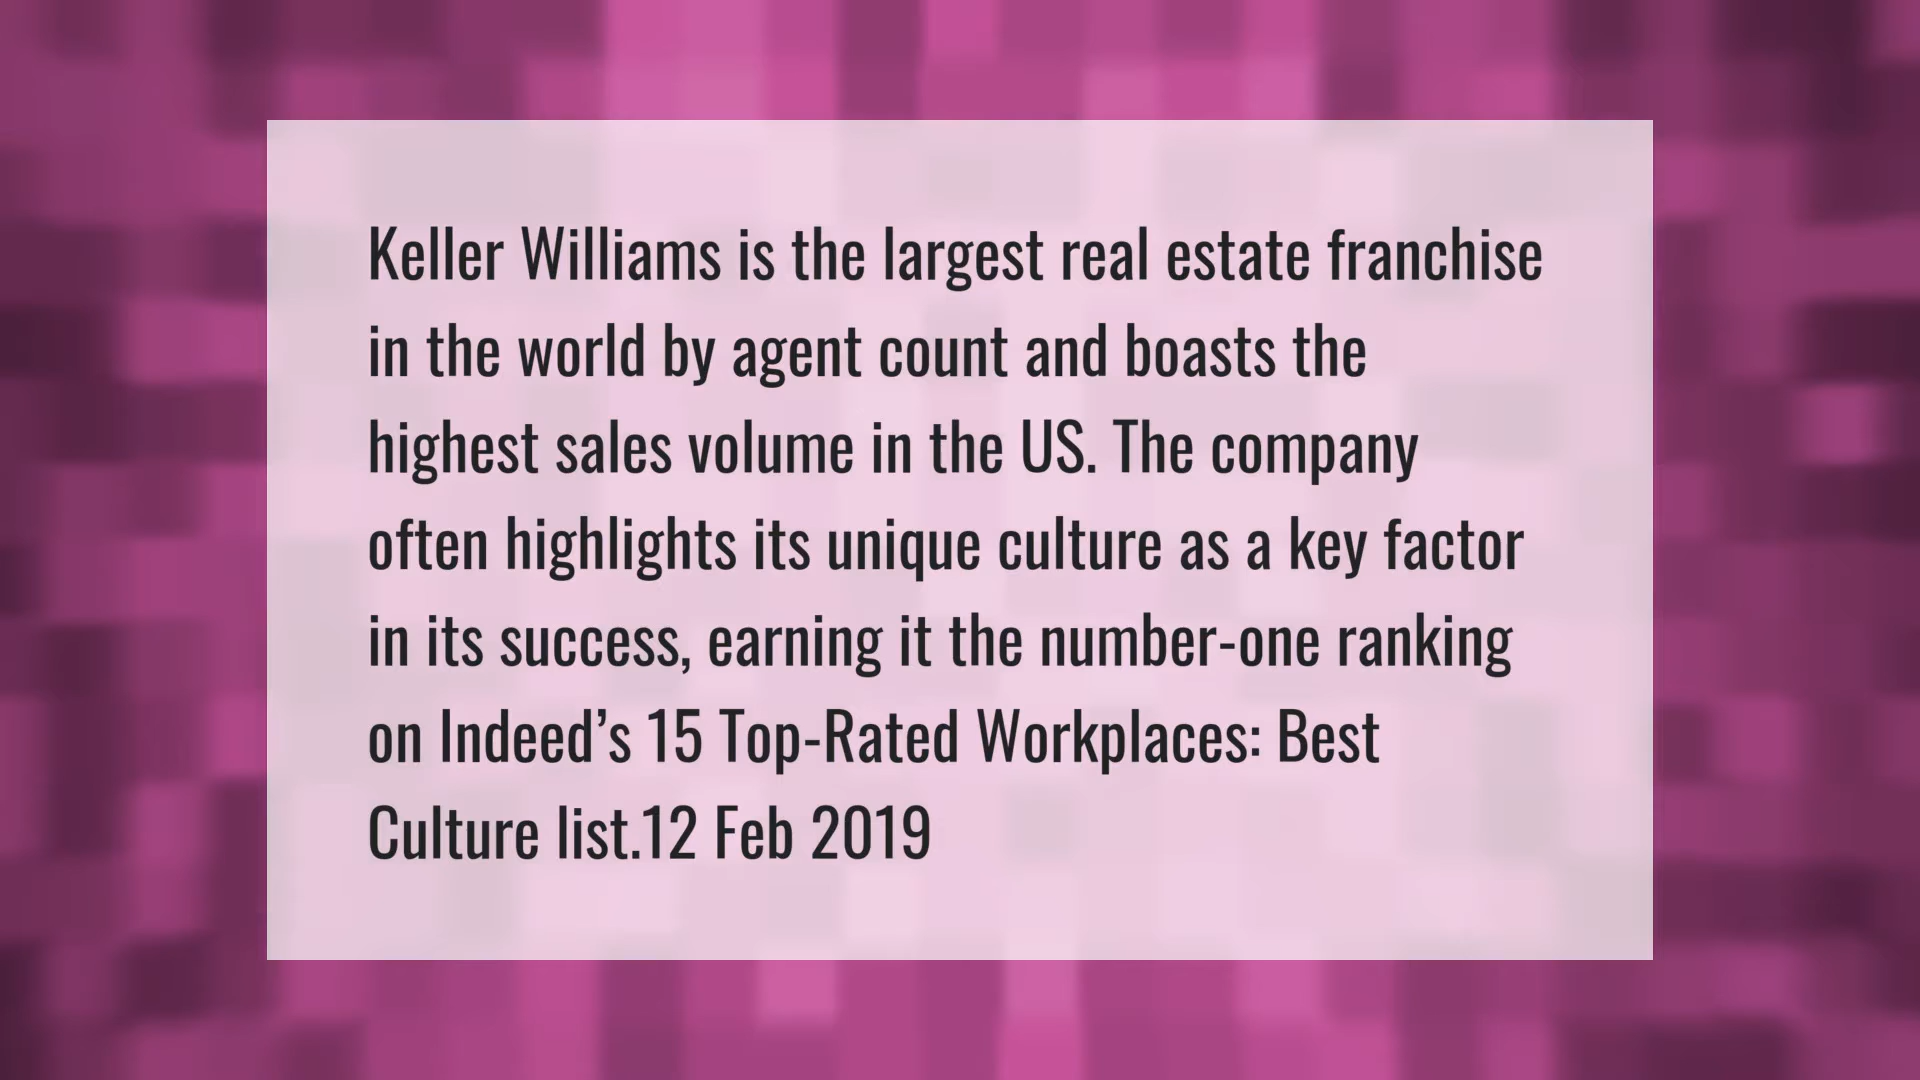 Keller Williams is the largest real estate franchise
in the world by agent count and boasts the
highest sales volume in the US. The company
often highlights its unique culture as a key factor
in its success, earning it the number-one ranking
on Indeed’s 15 Top-Rated Workplaces: Best
Culture list.12 Feb 2019